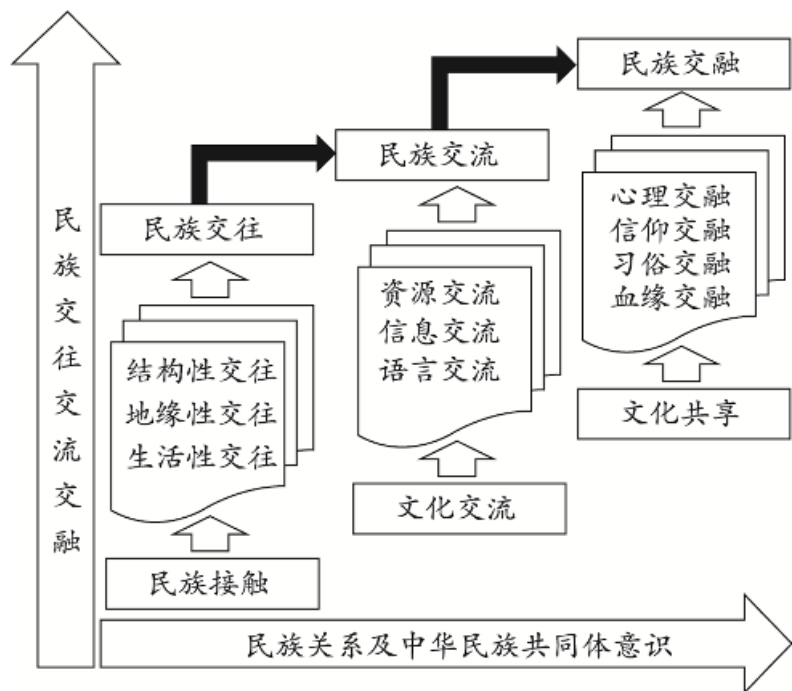 民族交往交流交融
民族交往
结构性交往
地缘性交往
生活性交往
民族接触
民族交流
资源交流
信息交流
语言交流
文化交流
民族交融
心理交融
信仰交融
习俗交融
血缘交融
文化共享
民族关系及中华民族共同体意识